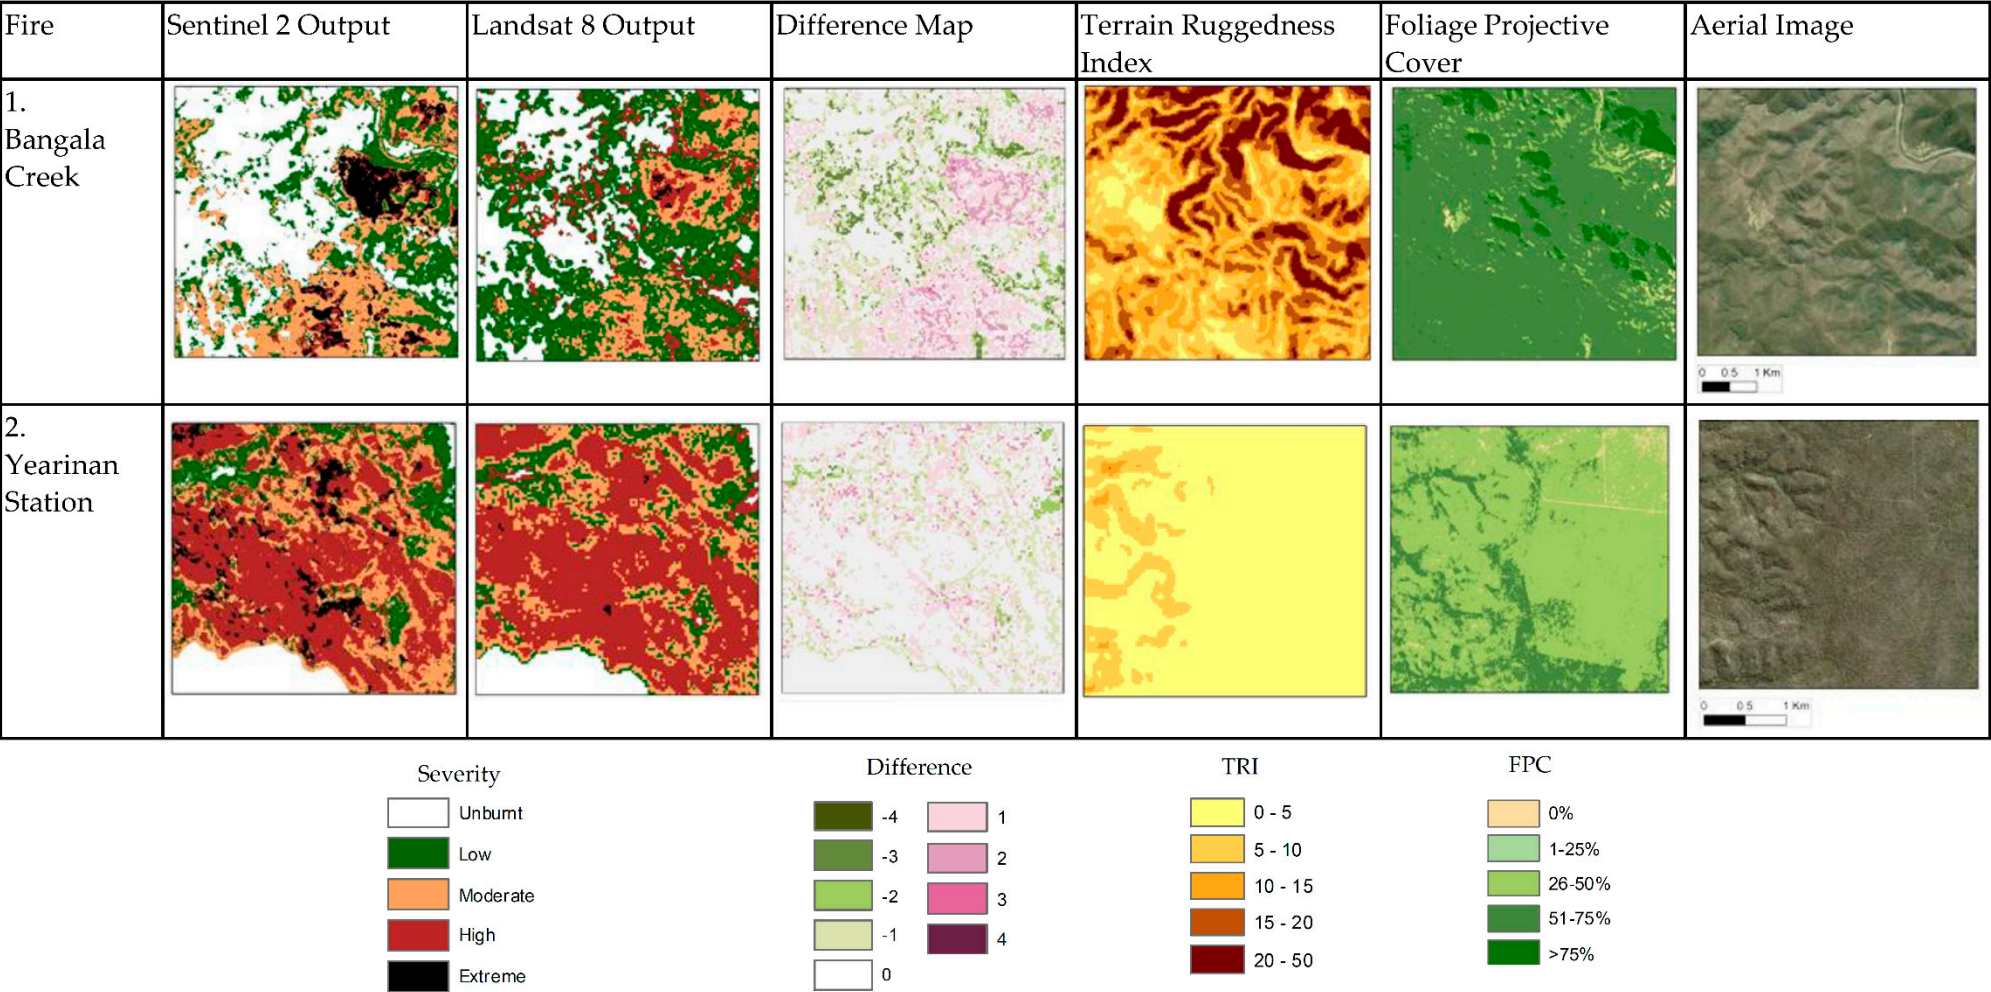 Fire
Sentinel 2 Output
Landsat 8 Output
Difference Map
Terrain Ruggedness
Index
Foliage Projective
Cover
Aerial Image
1.
Bangala
Creek
0 0.5 1 Km
2.
Yearinan
Station
0 0.5 1 Km
Severity
Unburnt
Low
Moderate
High
Extreme
Difference
-4
-3
-2
-1
0
1
2
3
4
TRI
0 - 5
5 - 10
10 - 15
15 - 20
20 - 50
FPC
0%
1-25%
26-50%
51-75%
>75%